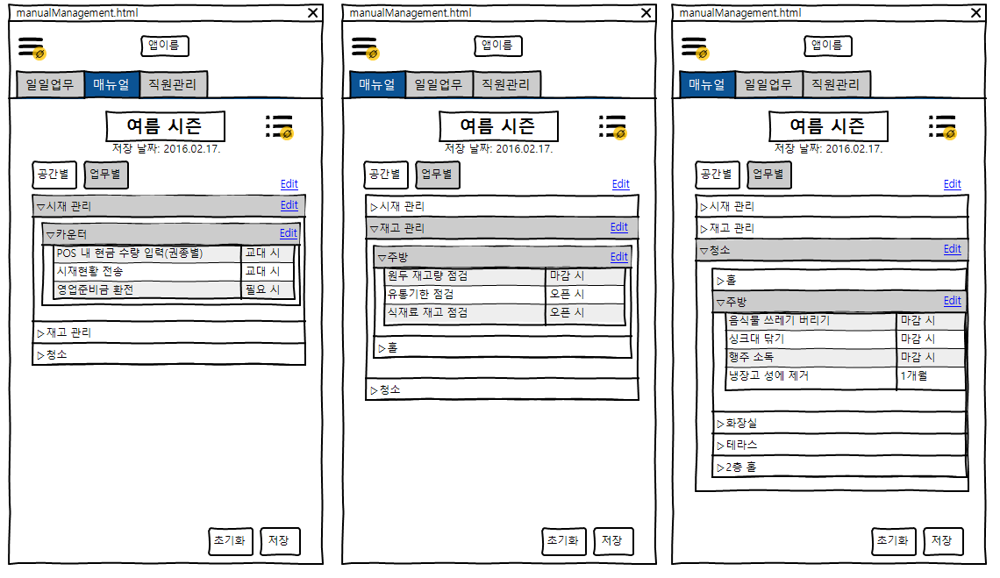 manualManagement.html
앱이름
일일업무 매뉴얼 직원관리
여름 시즌
저장 날짜: 2016.02.17.
공간별 업무별
Edit
▽시재 관리 Edit
▽카운터 Edit
POS 내 현금 수량 입력(권종별) 교대 시
시재현황 전송 교대 시
영업준비금 환전 필요 시
▷재고 관리
▷청소
초기화 저장
manualManagement.html
앱이름
매뉴얼 일일업무 직원관리
여름 시즌
저장 날짜: 2016.02.17.
공간별 업무별
Edit
▷시재 관리
▽재고 관리 Edit
▽주방 Edit
원두 재고량 점검 마감 시
유통기한 점검 오픈 시
식재료 재고 점검 오픈 시
▷홀
▷청소
초기화 저장
manualManagement.html
앱이름
매뉴얼 일일업무 직원관리
여름 시즌
저장 날짜: 2016.02.17.
공간별 업무별
Edit
▷시재 관리
▷재고 관리
▽청소 Edit
▷홀
▽주방 Edit
음식물 쓰레기 버리기 마감 시
싱크대 닦기 마감 시
행주 소독 마감 시
냉장고 성에 제거 1개월
▷화장실
▷테라스
▷2층 홀
초기화 저장